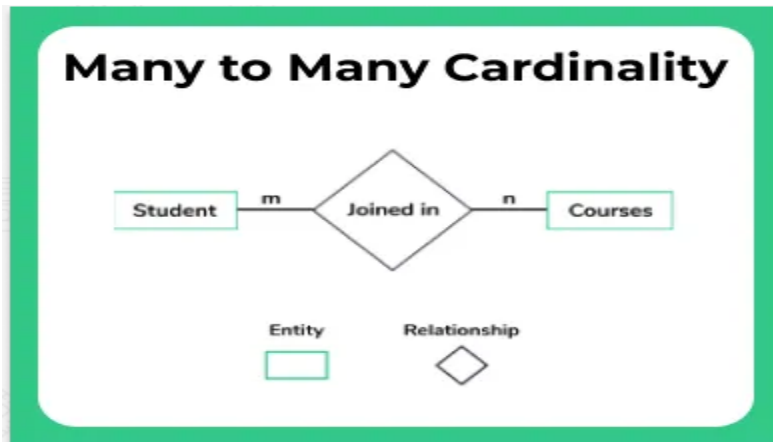 Many to Many Cardinality
Student m Joined in n Courses
Entity Relationship